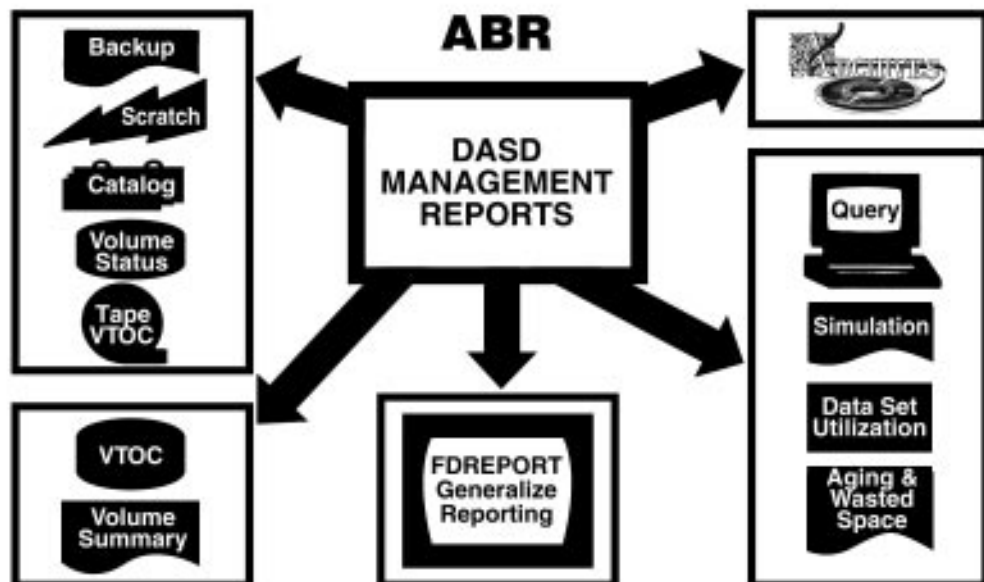 ABR
Backup
Scratch
Catalog
Volume
Status
Tape
VTOC
DASD
MANAGEMENT
REPORTS
ARCHIVES
Query
Simulation
Data Set
Utilization
Aging &
Wasted
Space
VTOC
Volume
Summary
FDREPORT
Generalize
Reporting